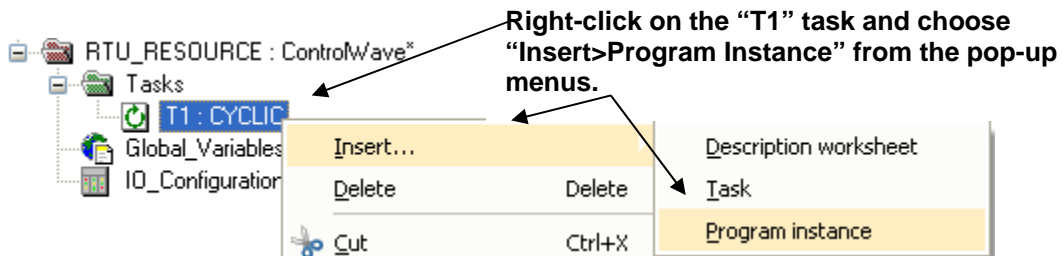 Right-click on the “T1” task and choose
“Insert>Program Instance” from the pop-up
menus.
RTU_RESOURCE : ControlWave*
Tasks
T1 : CYCLIC
Global_Variables
IO_Configuration
Insert...
Delete Delete
Cut Ctrl+X
Description worksheet
Task
Program instance